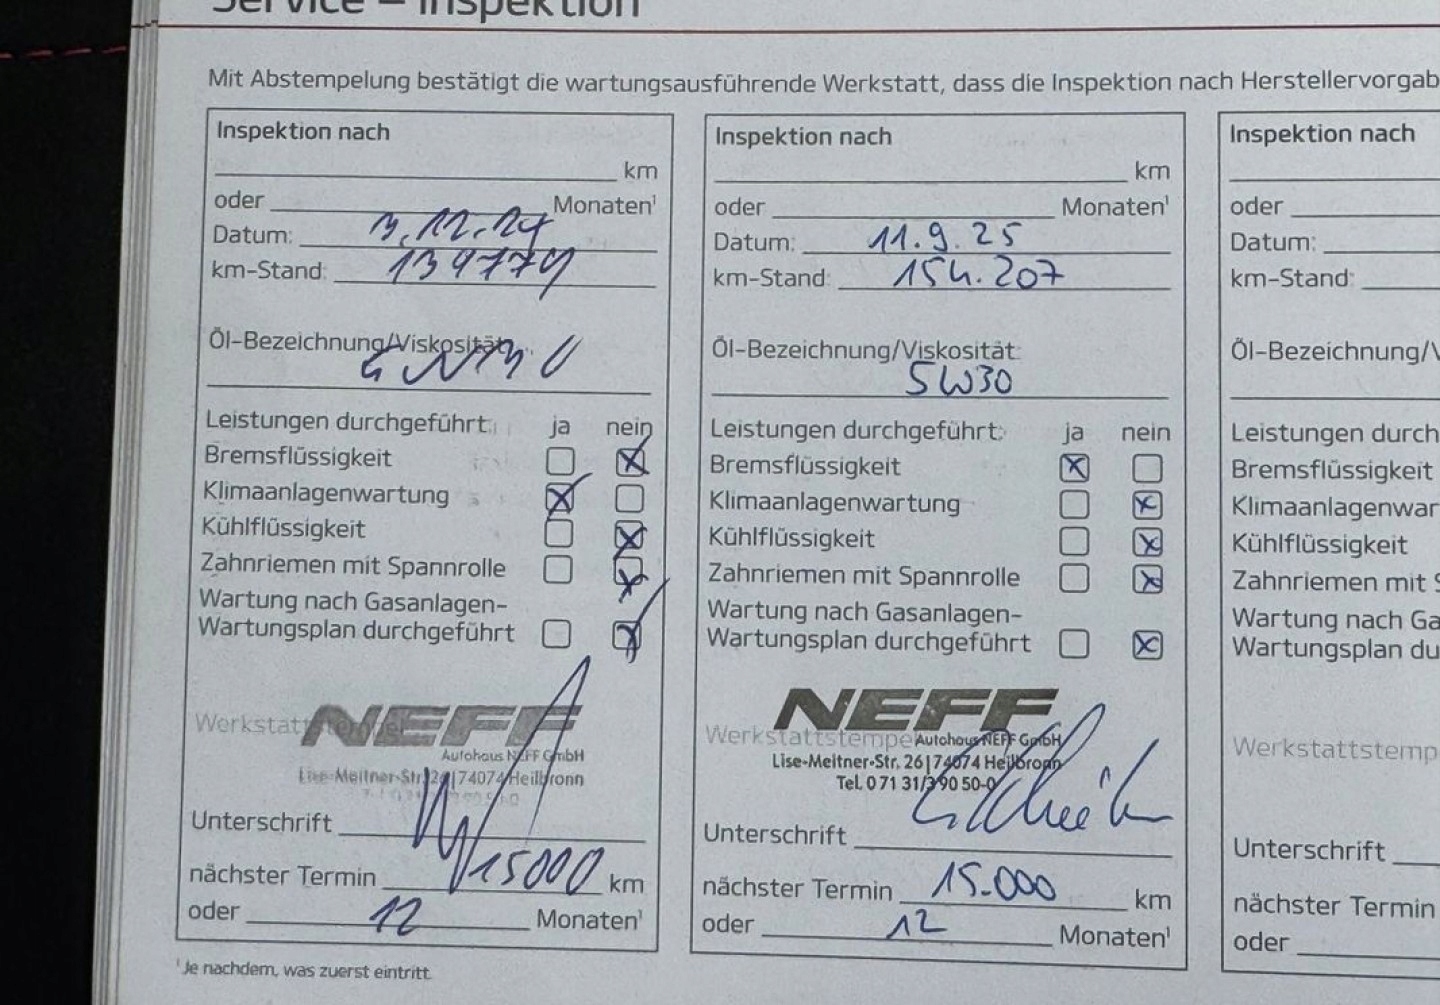 Service – Inspektion
Mit Abstempelung bestätigt die wartungsausführende Werkstatt, dass die Inspektion nach Herstellervorgab
Inspektion nach
km
oder Monaten¹
Datum: 11.24
km-Stand: 139779
Öl-Bezeichnung/Viskosität:
Leistungen durchgeführt: ja nein
Bremsflüssigkeit
Klimaanlagenwartung
Kühlflüssigkeit
Zahnriemen mit Spannrolle
Wartung nach Gasanlagen-
Wartungsplan durchgeführt
Werkstattstempel
NEFF
Autohaus NEFF GmbH
Lise-Meitner-Str. 26 | 74074 Heilbronn
Unterschrift
nächster Termin 15000 km
oder 12 Monaten¹
Inspektion nach
km
oder Monaten¹
Datum: 11.9.25
km-Stand: 154.207
Öl-Bezeichnung/Viskosität:
5W30
Leistungen durchgeführt: ja nein
Bremsflüssigkeit
Klimaanlagenwartung
Kühlflüssigkeit
Zahnriemen mit Spannrolle
Wartung nach Gasanlagen-
Wartungsplan durchgeführt
NEFF
Werkstattstempel
Autohaus NEFF GmbH
Lise-Meitner-Str. 26 | 74074 Heilbronn
Tel. 0 71 31/3 90 50-0
Unterschrift
nächster Termin 15.000 km
oder 12 Monaten¹
Inspektion nach
oder
Datum:
km-Stand:
Öl-Bezeichnung/V
Leistungen durch
Bremsflüssigkeit
Klimaanlagenwar
Kühlflüssigkeit
Zahnriemen mit S
Wartung nach Ga
Wartungsplan du
Werkstattstemp
Unterschrift
nächster Termin
oder
¹Je nachdem, was zuerst eintritt.